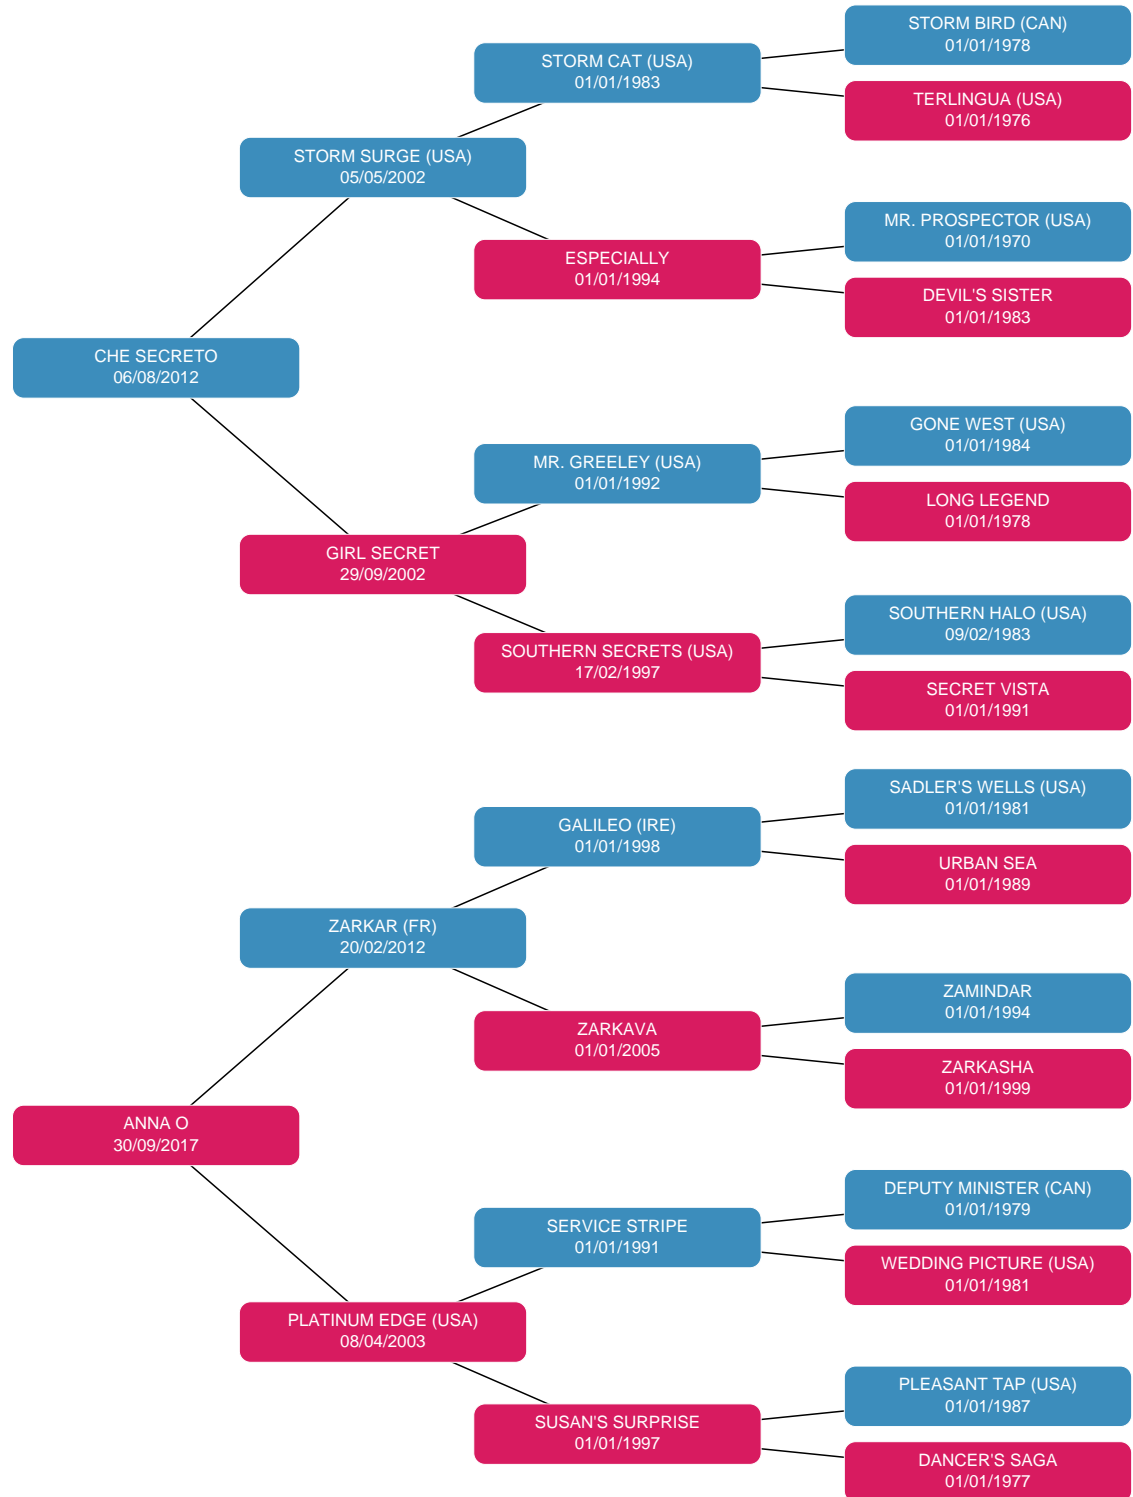 STORM BIRD (CAN)
01/01/1978
STORM CAT (USA)
01/01/1983
TERLINGUA (USA)
01/01/1976
STORM SURGE (USA)
05/05/2002
MR. PROSPECTOR (USA)
01/01/1970
ESPECIALLY
01/01/1994
DEVIL'S SISTER
01/01/1983
CHE SECRETO
06/08/2012
GONE WEST (USA)
01/01/1984
MR. GREELEY (USA)
01/01/1992
LONG LEGEND
01/01/1978
GIRL SECRET
29/09/2002
SOUTHERN HALO (USA)
09/02/1983
SOUTHERN SECRETS (USA)
17/02/1997
SECRET VISTA
01/01/1991
SADLER'S WELLS (USA)
01/01/1981
GALILEO (IRE)
01/01/1998
URBAN SEA
01/01/1989
ZARKAR (FR)
20/02/2012
ZAMINDAR
01/01/1994
ZARKAVA
01/01/2005
ZARKASHA
01/01/1999
ANNA O
30/09/2017
DEPUTY MINISTER (CAN)
01/01/1979
SERVICE STRIPE
01/01/1991
WEDDING PICTURE (USA)
01/01/1981
PLATINUM EDGE (USA)
08/04/2003
PLEASANT TAP (USA)
01/01/1987
SUSAN'S SURPRISE
01/01/1997
DANCER'S SAGA
01/01/1977